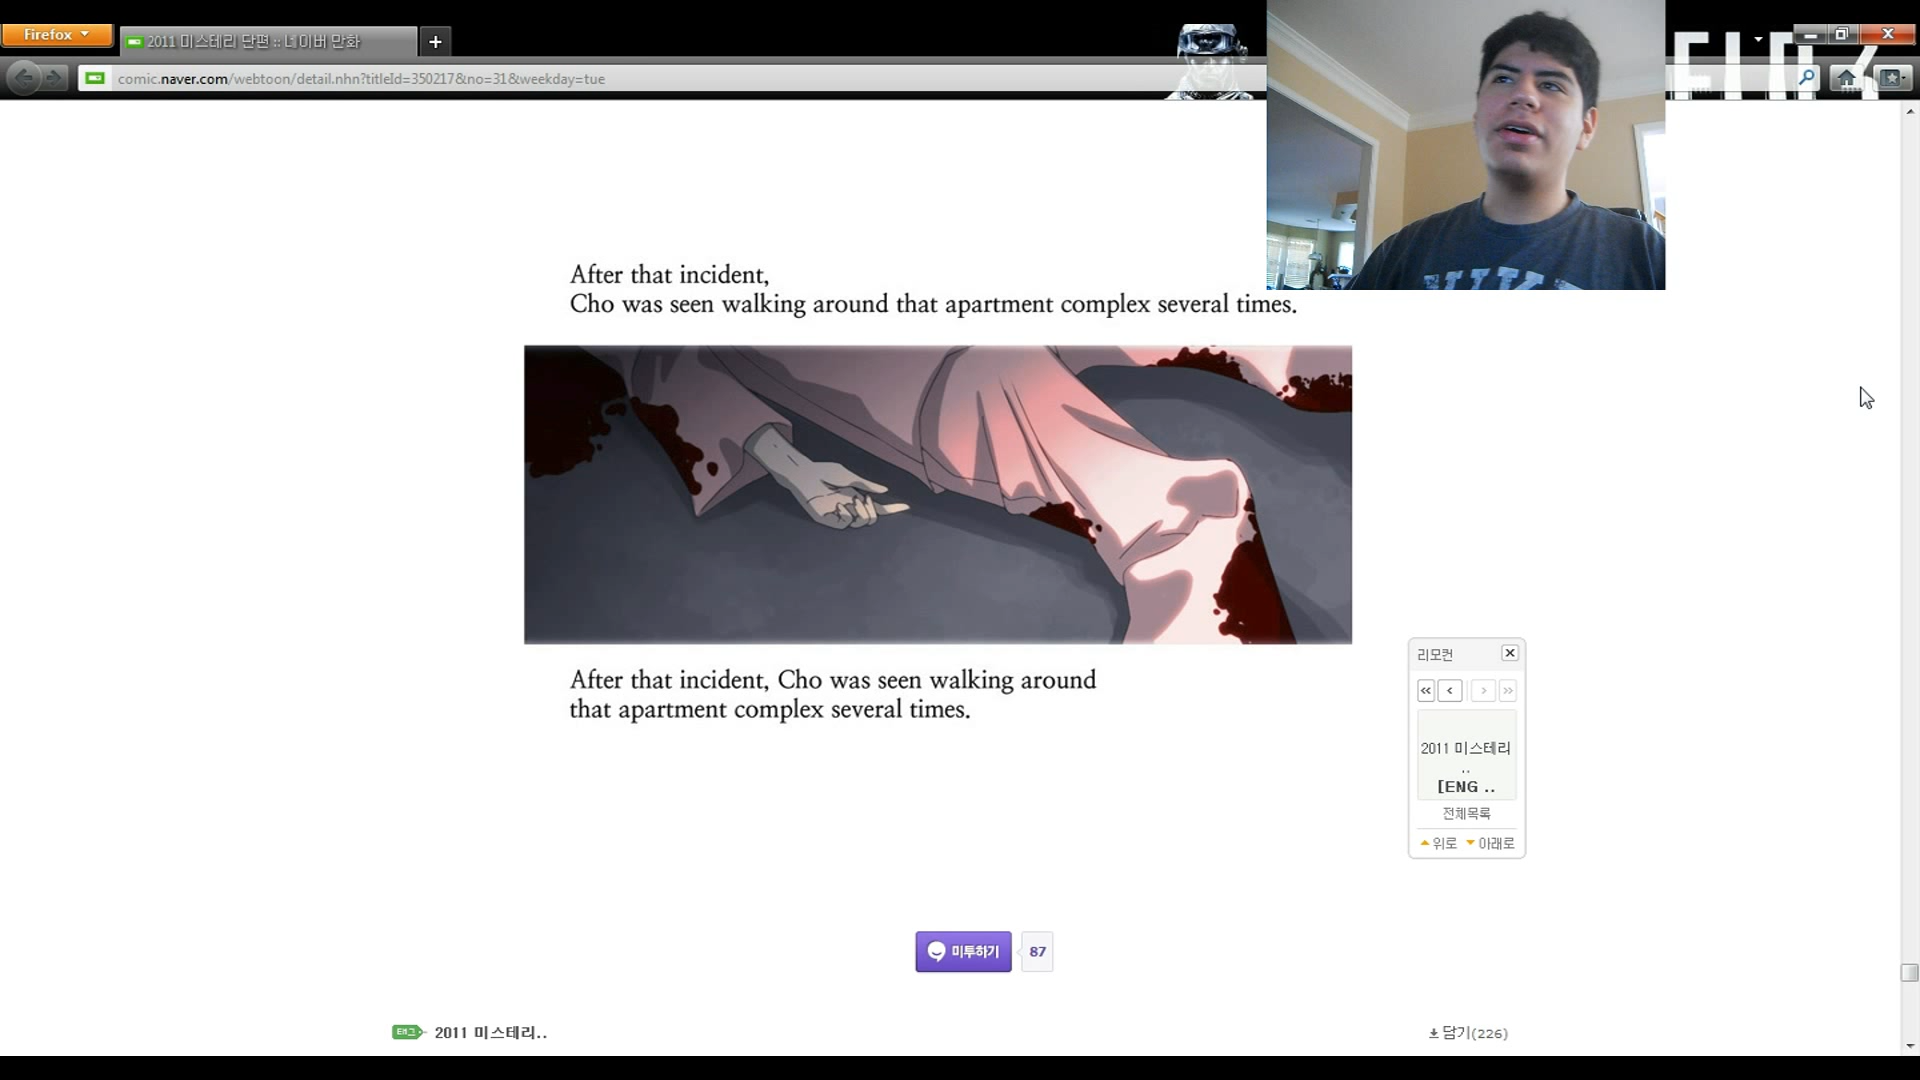 Firefox
2011 미스테리 단편 :: 네이버 만화
comic.naver.com/webtoon/detail.nhn?titleId=350217&no=31&weekday=tue
After that incident,
Cho was seen walking around that apartment complex several times.
After that incident, Cho was seen walking around
that apartment complex several times.
리모컨
2011 미스테리
..
[ENG ..
전체목록
위로 아래로
미투하기 87
태그 2011 미스테리..
담기(226)